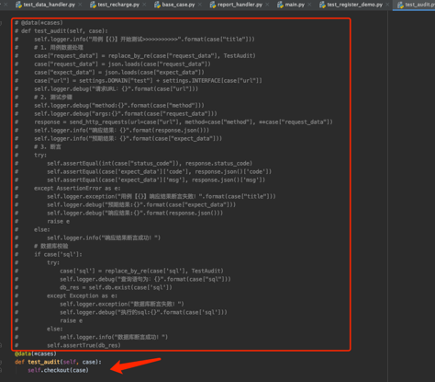 test_data_handler.py test_recharge.py base_case.py report_handler.py main.py test_register_demo.py test_audit.p
# @data(*cases)
# def test_audit(self, case):
#     self.logger.info("用例【{}】开始测试>>>>>>>>>>>".format(case["title"]))
#     # 1. 用例数据处理
#     case["request_data"] = replace_by_re(case["request_data"], TestAudit)
#     case["request_data"] = json.loads(case["request_data"])
#     case["expect_data"] = json.loads(case["expect_data"])
#     case["url"] = settings.DOMAIN["test"] + settings.INTERFACE[case["url"]]
#     self.logger.debug("请求URL: {}".format(case["url"]))
#     # 2. 测试步骤
#     self.logger.debug("method:{}".format(case["method"]))
#     self.logger.debug("args:{}".format(case["request_data"]))
#     response = send_http_requests(url=case["url"], method=case["method"], **case["request_data"])
#     self.logger.info("响应结果: {}".format(response.json()))
#     self.logger.info("预期结果: {}".format(case["expect_data"]))
#     # 3. 断言
#     try:
#         self.assertEqual(int(case["status_code"]), response.status_code)
#         self.assertEqual(case['expect_data']['code'], response.json()['code'])
#         self.assertEqual(case['expect_data']['msg'], response.json()['msg'])
#     except AssertionError as e:
#         self.logger.exception("用例【{}】响应结果断言失败! ".format(case["title"]))
#         self.logger.debug("预期结果:{}".format(case["expect_data"]))
#         self.logger.debug("响应结果:{}".format(response.json()))
#         raise e
#     else:
#         self.logger.info("响应结果断言成功! ")
#     # 数据库校验
#     if case['sql']:
#         try:
#             case['sql'] = replace_by_re(case['sql'], TestAudit)
#             self.logger.debug("查询语句为: {}".format(case["sql"]))
#             db_res = self.db.exist(case['sql'])
#         except Exception as e:
#             self.logger.exception("数据库断言失败! ")
#             self.logger.debug("执行的sql:{}".format(case['sql']))
#             raise e
#         else:
#             self.logger.info("数据库断言成功! ")
#         self.assertTrue(db_res)
@data(*cases)
def test_audit(self, case):
self.checkout(case)